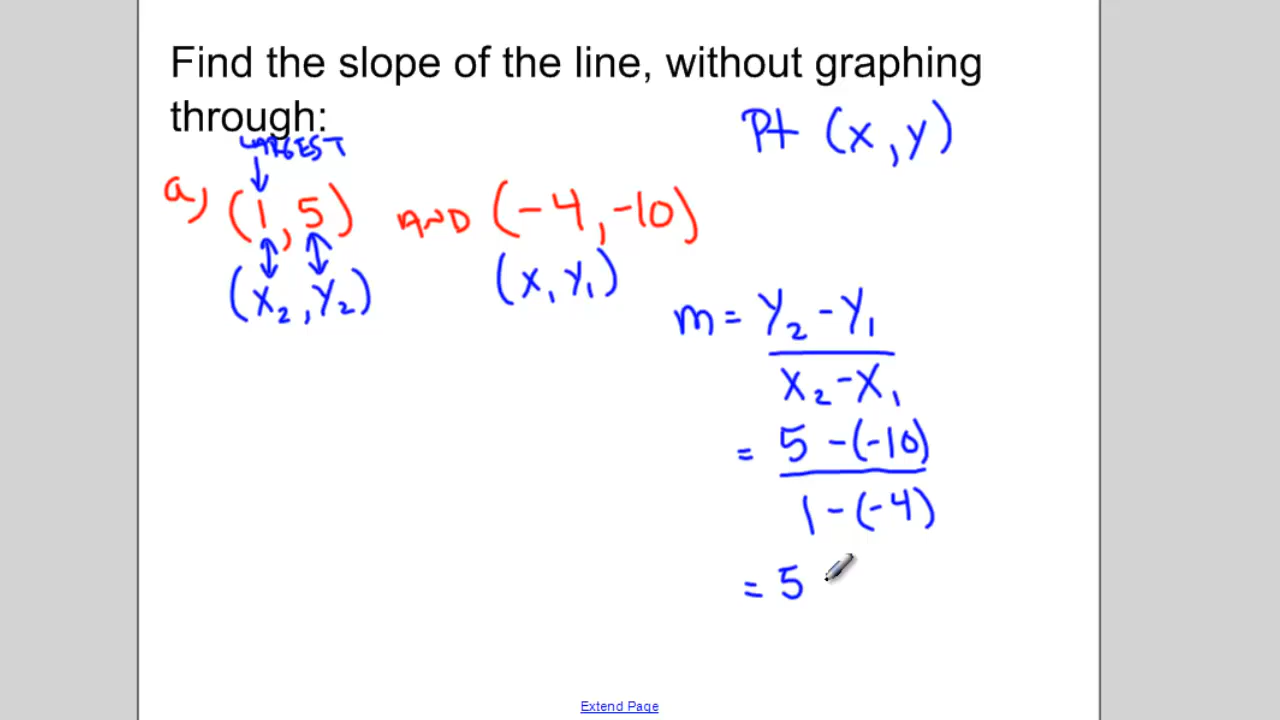 Find the slope of the line, without graphing
through:
Pt (x, y)
LARGEST
a) (1, 5) AND (-4, -10)
(x₂, y₂) (x₁ y₁)
m = y₂ - y₁
x₂ - x₁
= 5 - (-10)
1 - (-4)
= 5
Extend Page